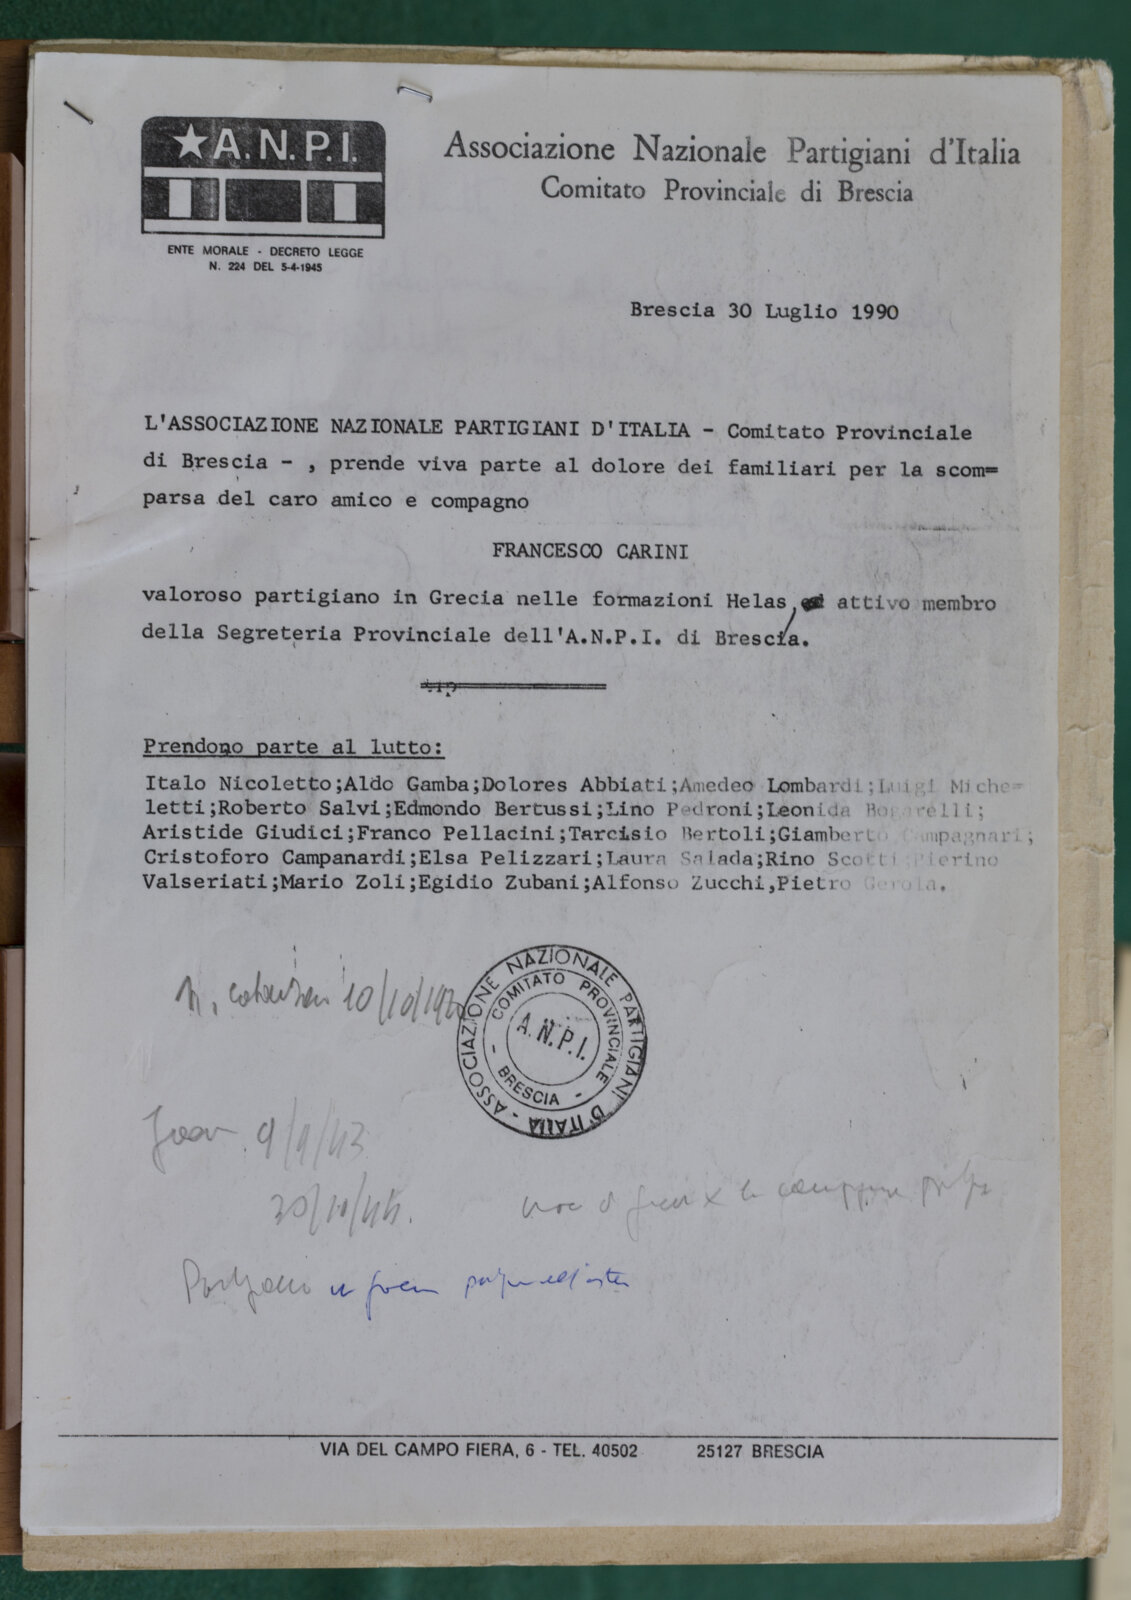 ★A.N.P.I.
ENTE MORALE - DECRETO LEGGE
N. 224 DEL 5-4-1945
Associazione Nazionale Partigiani d'Italia
Comitato Provinciale di Brescia
Brescia 30 Luglio 1990
L'ASSOCIAZIONE NAZIONALE PARTIGIANI D'ITALIA - Comitato Provinciale
di Brescia - , prende viva parte al dolore dei familiari per la scom=
parsa del caro amico e compagno
FRANCESCO CARINI
valoroso partigiano in Grecia nelle formazioni Helas, attivo membro
della Segreteria Provinciale dell'A.N.P.I. di Brescia.
Prendono parte al lutto:
Italo Nicoletto;Aldo Gamba;Dolores Abbiati;Amedeo Lombardi;Luigi Miche=
letti;Roberto Salvi;Edmondo Bertussi;Lino Pedroni;Leonida Bogarelli;
Aristide Giudici;Franco Pellacini;Tarcisio Bertoli;Giamberto Campagnari;
Cristoforo Campanardi;Elsa Pelizzari;Laura Salada;Rino Scotti;Pierino
Valseriati;Mario Zoli;Egidio Zubani;Alfonso Zucchi,Pietro Gerola.
10/10/1920
ASSOCIAZIONE NAZIONALE PARTIGIANI D'ITALIA -
COMITATO PROVINCIALE - BRESCIA -
A.N.P.I.
9/9/43
30/10/44.
VIA DEL CAMPO FIERA, 6 - TEL. 40502 25127 BRESCIA